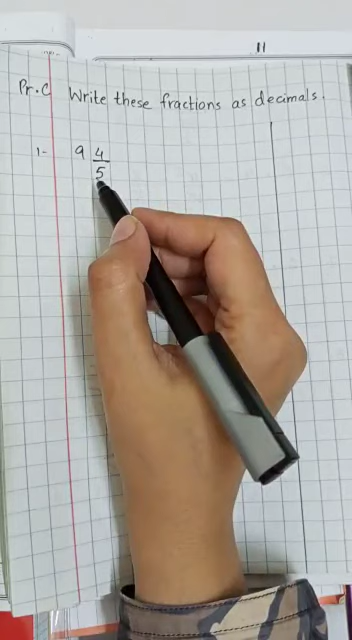 11
Pr.C Write these fractions as decimals.
1- 9 4/5